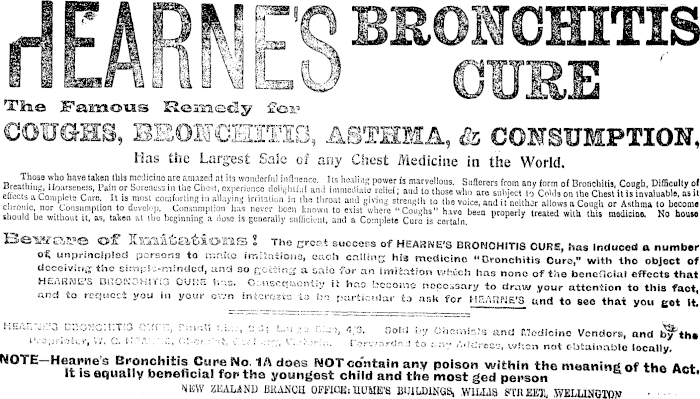 HEARNE'S BRONCHITIS
CURE
The Famous Remedy for
COUGHS, BRONCHITIS, ASTHMA, & CONSUMPTION,
Has the Largest Sale of any Chest Medicine in the World.
Those who have taken this medicine are amazed at its wonderful influence. Its healing power is marvellous. Sufferers from any form of Bronchitis, Cough, Difficulty of
Breathing, Hoarseness, Pain or Soreness in the Chest, experience delightful and immediate relief; and to those who are subject to Colds on the Chest it is invaluable, as it
effects a Complete Cure. It is most comforting in allaying irritation in the throat and giving strength to the voice, and it neither allows a Cough or Asthma to become
chronic, nor Consumption to develop. Consumption has never been known to exist where "Coughs" have been properly treated with this medicine. No house
should be without it, as, taken at the beginning a dose is generally sufficient, and a Complete Cure is certain.
Beware of Imitations! The great success of HEARNE'S BRONCHITIS CURE, has induced a number
of unprincipled persons to make imitations, each calling his medicine "Bronchitis Cure," with the object of
deceiving the simple-minded, and so getting a sale for an imitation which has none of the beneficial effects that
HEARNE'S BRONCHITIS CURE has. Consequently it has become necessary to draw your attention to this fact,
and to request you in your own interests to be particular to ask for HEARNE'S and to see that you get it.
HEARNE'S BRONCHITIS CURE, Small Size, 2/6; Large Size, 4/6. Sold by Chemists and Medicine Vendors, and by the
Proprietor, W. G. HEARNE, Chemist, Geelong, Victoria. Forwarded to any Address, when not obtainable locally.
NOTE—Hearne's Bronchitis Cure No. 1A does NOT contain any poison within the meaning of the Act.
It is equally beneficial for the youngest child and the most ged person
NEW ZEALAND BRANCH OFFICE: HUME'S BUILDINGS, WILLIS STREET, WELLINGTON